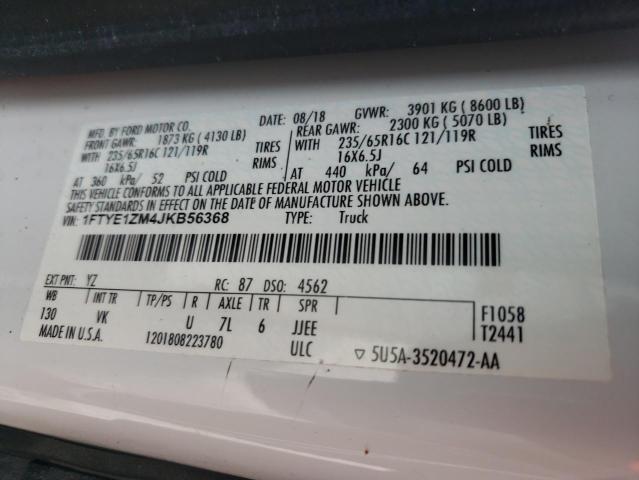 MFD. BY FORD MOTOR CO.
DATE: 08/18 GVWR: 3901 KG ( 8600 LB)
FRONT GAWR: 1873 KG ( 4130 LB)
REAR GAWR: 2300 KG ( 5070 LB)
WITH 235/65R16C 121/119R TIRES
WITH 235/65R16C 121/119R TIRES
16X6.5J RIMS
16X6.5J RIMS
AT 360 kPa/ 52 PSI COLD
AT 440 kPa/ 64 PSI COLD
THIS VEHICLE CONFORMS TO ALL APPLICABLE FEDERAL MOTOR VEHICLE
SAFETY STANDARDS IN EFFECT ON THE DATE OF MANUFACTURE SHOWN ABOVE.
VIN: 1FTYE1ZM4JKB56368 TYPE: Truck
EXT PNT: YZ RC: 87 DSO: 4562
WB INT TR TP/PS R AXLE TR SPR
130 VK U 7L 6 JJEE
F1058
T2441
MADE IN U.S.A. 1201808223780 ULC ▽ 5U5A-3520472-AA